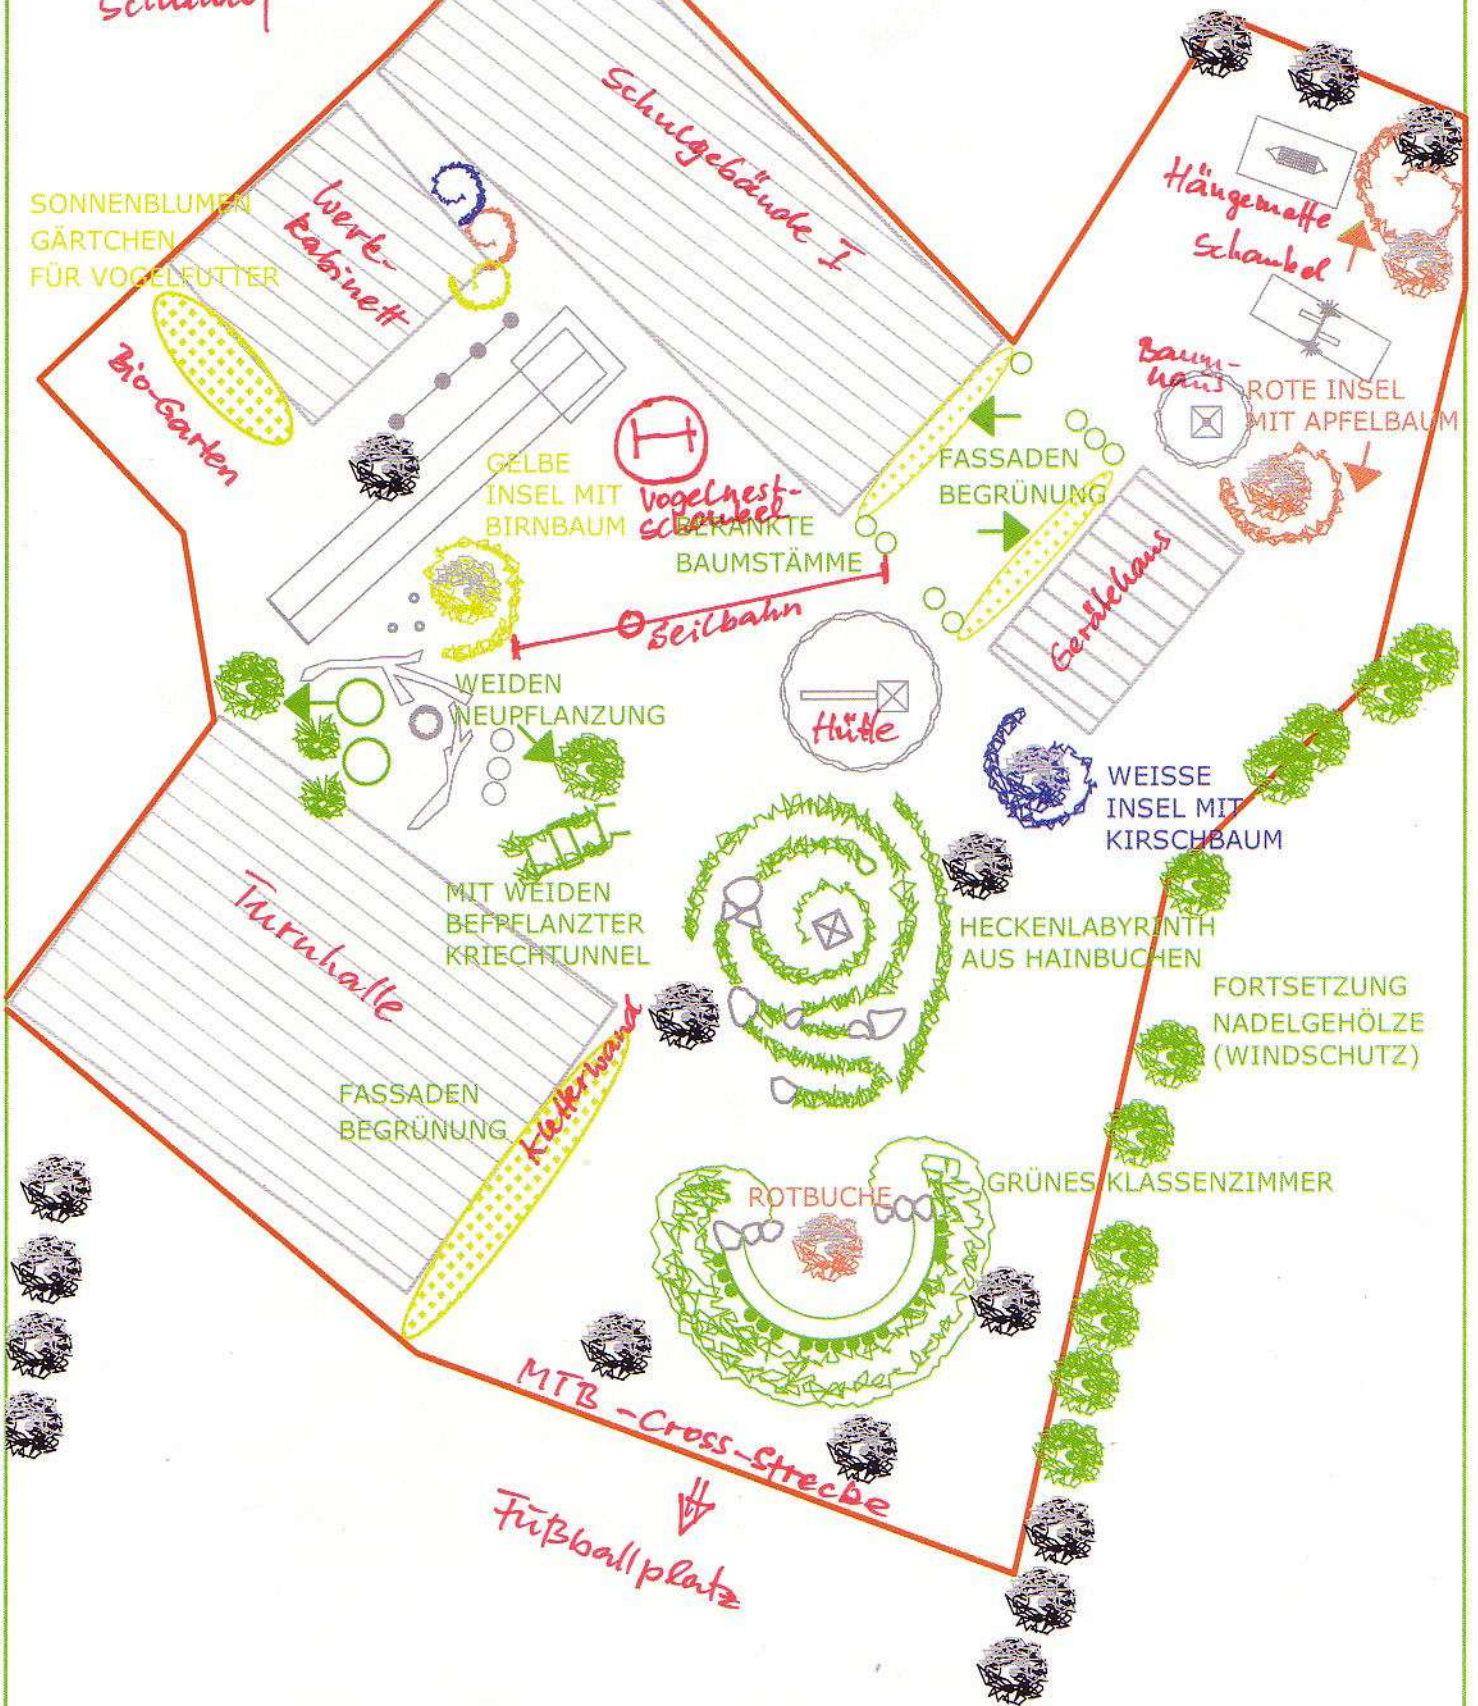 Schulgebäude I
Werk-
kabinett
SONNENBLUMEN
GÄRTCHEN
FÜR VOGELFUTTER
Bio-Garten
Hängematte
Schaukel
Baum-
haus
ROTE INSEL
MIT APFELBAUM
GELBE
INSEL MIT
BIRNBAUM
Vogelnest-
schaukel
BERANKTE
BAUMSTÄMME
FASSADEN
BEGRÜNUNG
Gerätehaus
Seilbahn
WEIDEN
NEUPFLANZUNG
Hütte
WEISSE
INSEL MIT
KIRSCHBAUM
MIT WEIDEN
BEFPFLANZTER
KRIECHTUNNEL
Turnhalle
HECKENLABYRINTH
AUS HAINBUCHEN
FORTSETZUNG
NADELGEHÖLZE
(WINDSCHUTZ)
FASSADEN
BEGRÜNUNG
Kletterwand
ROTBUCHE
GRÜNES KLASSENZIMMER
MTB-Cross-Strecke
Fußballplatz